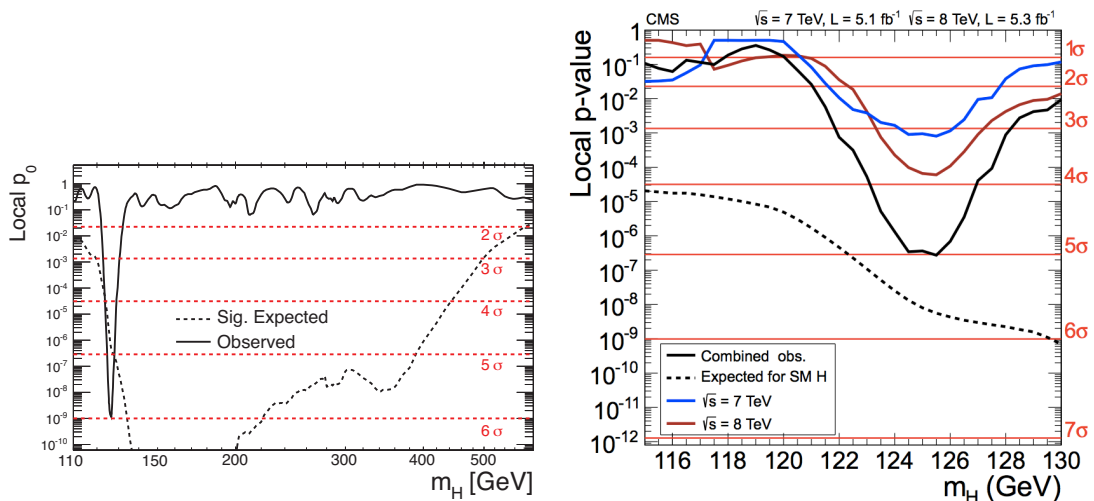 Local p0
1
10-1
10-2
10-3
10-4
10-5
10-6
10-7
10-8
10-9
10-10
2 σ
3 σ
4 σ
5 σ
6 σ
Sig. Expected
Observed
110 150 200 300 400 500
mH [GeV]
CMS √s = 7 TeV, L = 5.1 fb-1 √s = 8 TeV, L = 5.3 fb-1
Local p-value
1
10-1
10-2
10-3
10-4
10-5
10-6
10-7
10-8
10-9
10-10
10-11
10-12
1σ
2σ
3σ
4σ
5σ
6σ
7σ
Combined obs.
Expected for SM H
√s = 7 TeV
√s = 8 TeV
116 118 120 122 124 126 128 130
mH (GeV)